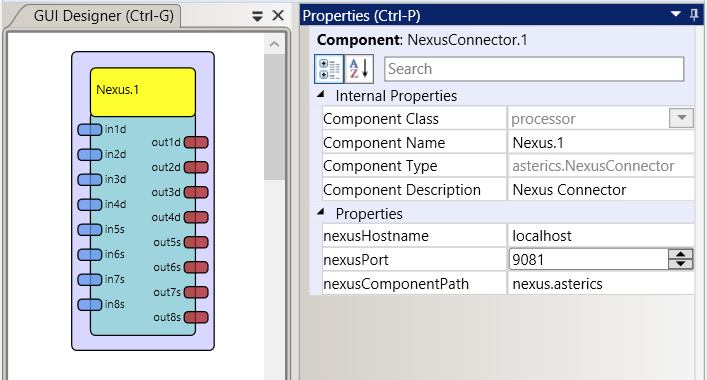 GUI Designer (Ctrl-G)
Nexus.1
in1d
out1d
in2d
out2d
in3d
out3d
in4d
out4d
in5s
out5s
in6s
out6s
in7s
out7s
in8s
out8s
Properties (Ctrl-P)
Component: NexusConnector.1
A
Z
Search
Internal Properties
Component Class processor
Component Name Nexus.1
Component Type asterics.NexusConnector
Component Description Nexus Connector
Properties
nexusHostname localhost
nexusPort 9081
nexusComponentPath nexus.asterics